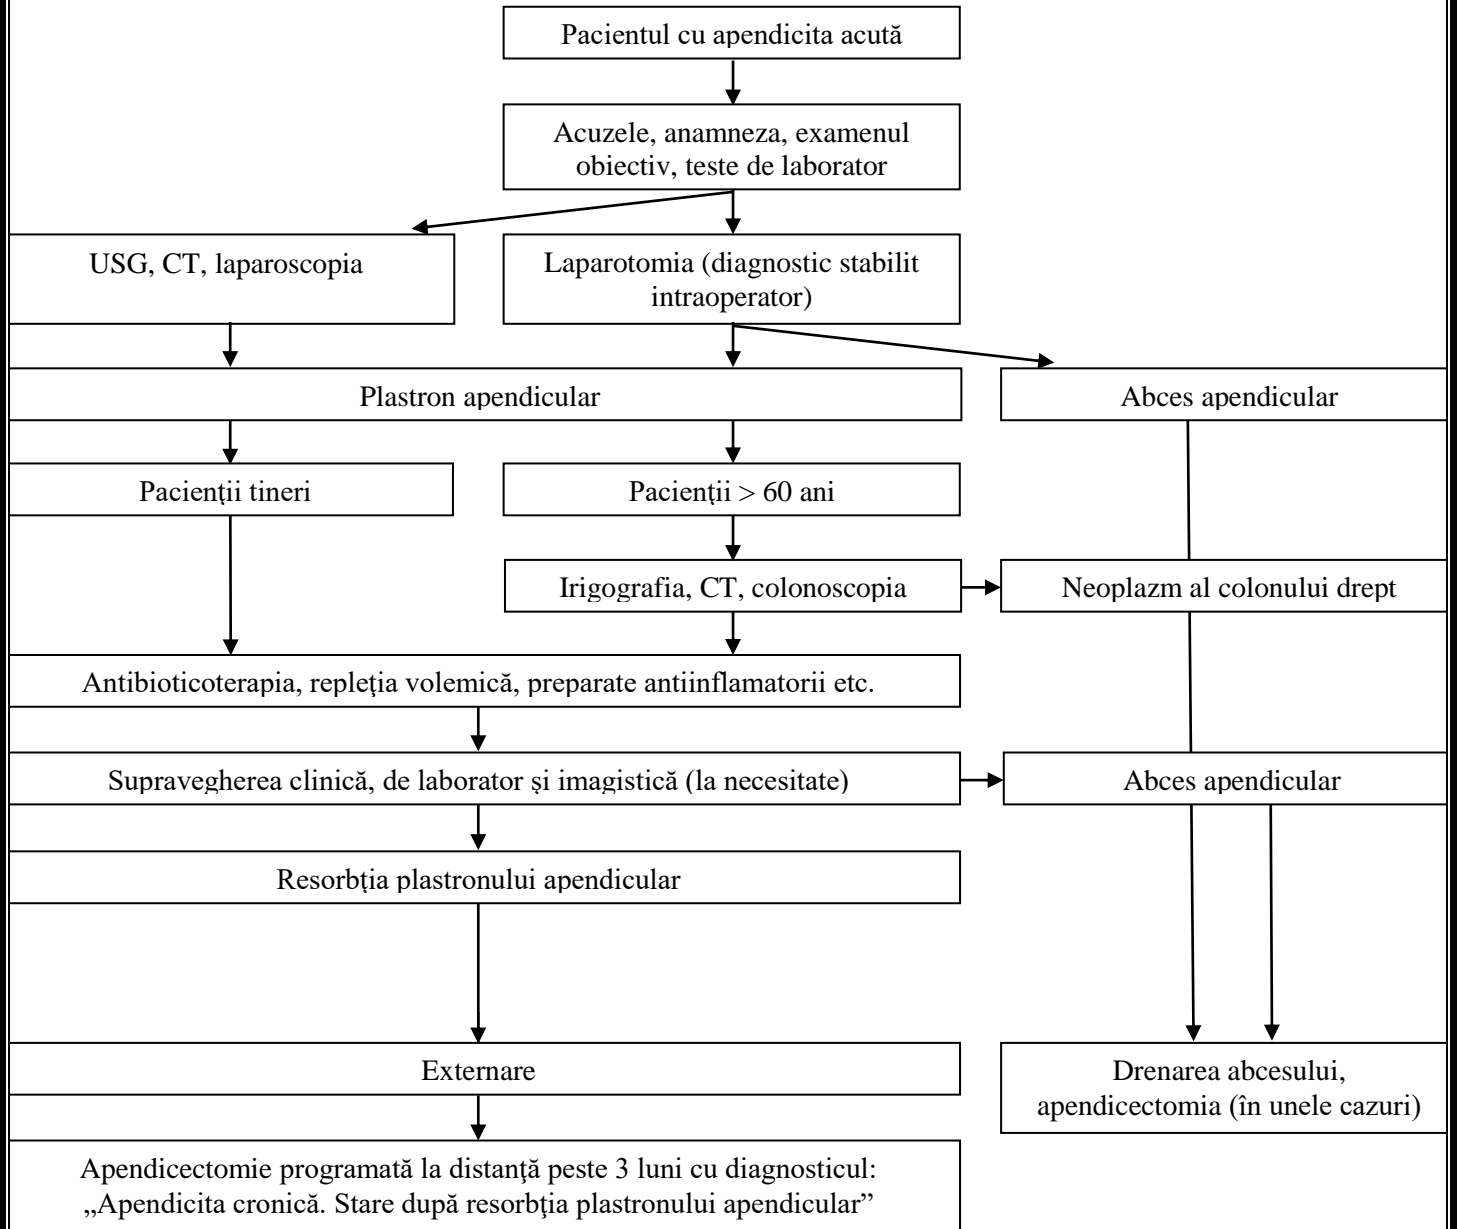 Pacientul cu apendicita acută
Acuzele, anamneza, examenul
obiectiv, teste de laborator
USG, CT, laparoscopia
Laparotomia (diagnostic stabilit
intraoperator)
Plastron apendicular
Abces apendicular
Pacienții tineri
Pacienții > 60 ani
Irigografia, CT, colonoscopia
Neoplazm al colonului drept
Antibioticoterapia, repleţia volemică, preparate antiinflamatorii etc.
Supravegherea clinică, de laborator și imagistică (la necesitate)
Abces apendicular
Resorbţia plastronului apendicular
Externare
Drenarea abcesului,
apendicectomia (în unele cazuri)
Apendicectomie programată la distanţă peste 3 luni cu diagnosticul:
„Apendicita cronică. Stare după resorbţia plastronului apendicular”